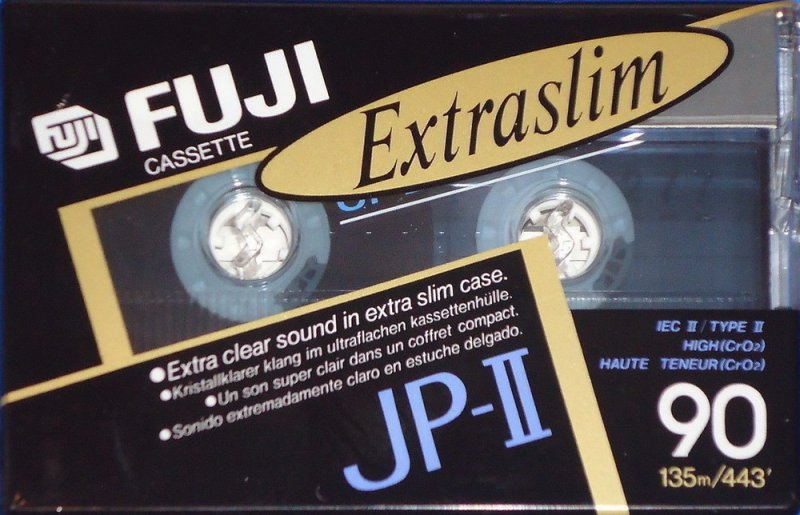 FUJI
FUJI
CASSETTE
Extraslim
●Extra clear sound in extra slim case.
●Kristallklarer klang im ultraflachen kassettenhülle.
●Un son super clair dans un coffret compact.
●Sonido extremadamente claro en estuche delgado.
JP-II
IEC II/TYPE II
HIGH(CrO₂)
HAUTE TENEUR(CrO₂)
90
135m/443'